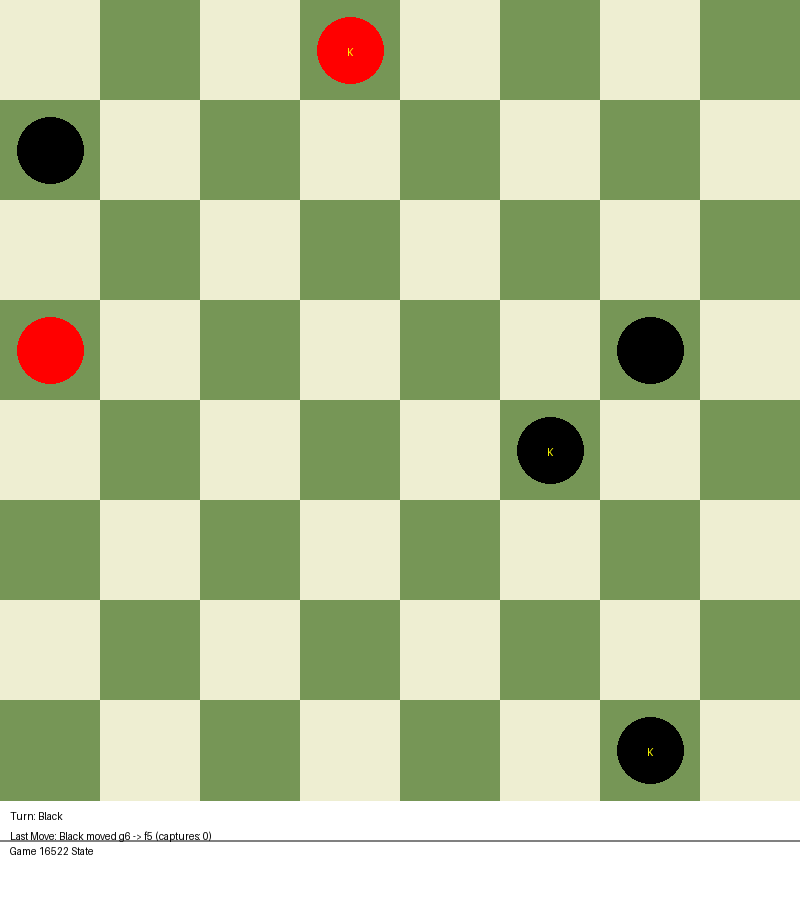 K
K
K
Turn: Black
Last Move: Black moved g6 -> f5 (captures: 0)
Game 16522 State